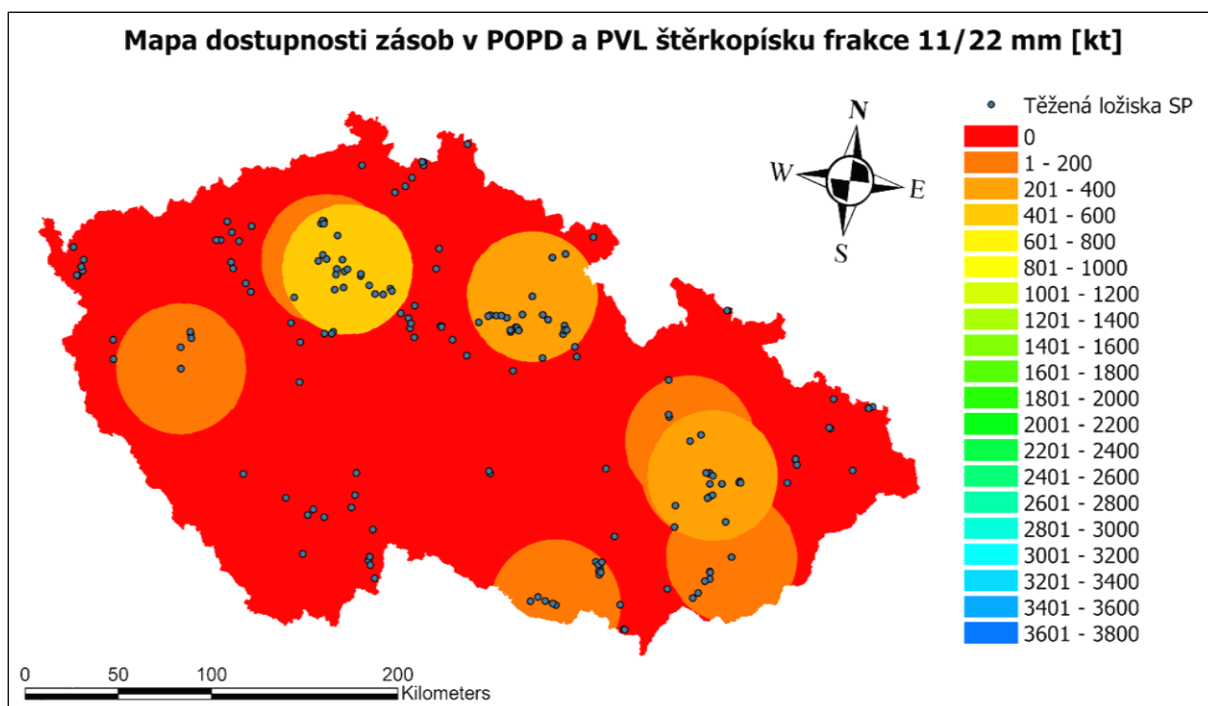 Mapa dostupnosti zásob v POPD a PVL štěrkopísku frakce 11/22 mm [kt]
N
W
E
S
Těžená ložiska SP
0
1 - 200
201 - 400
401 - 600
601 - 800
801 - 1000
1001 - 1200
1201 - 1400
1401 - 1600
1601 - 1800
1801 - 2000
2001 - 2200
2201 - 2400
2401 - 2600
2601 - 2800
2801 - 3000
3001 - 3200
3201 - 3400
3401 - 3600
3601 - 3800
0 50 100 200
Kilometers